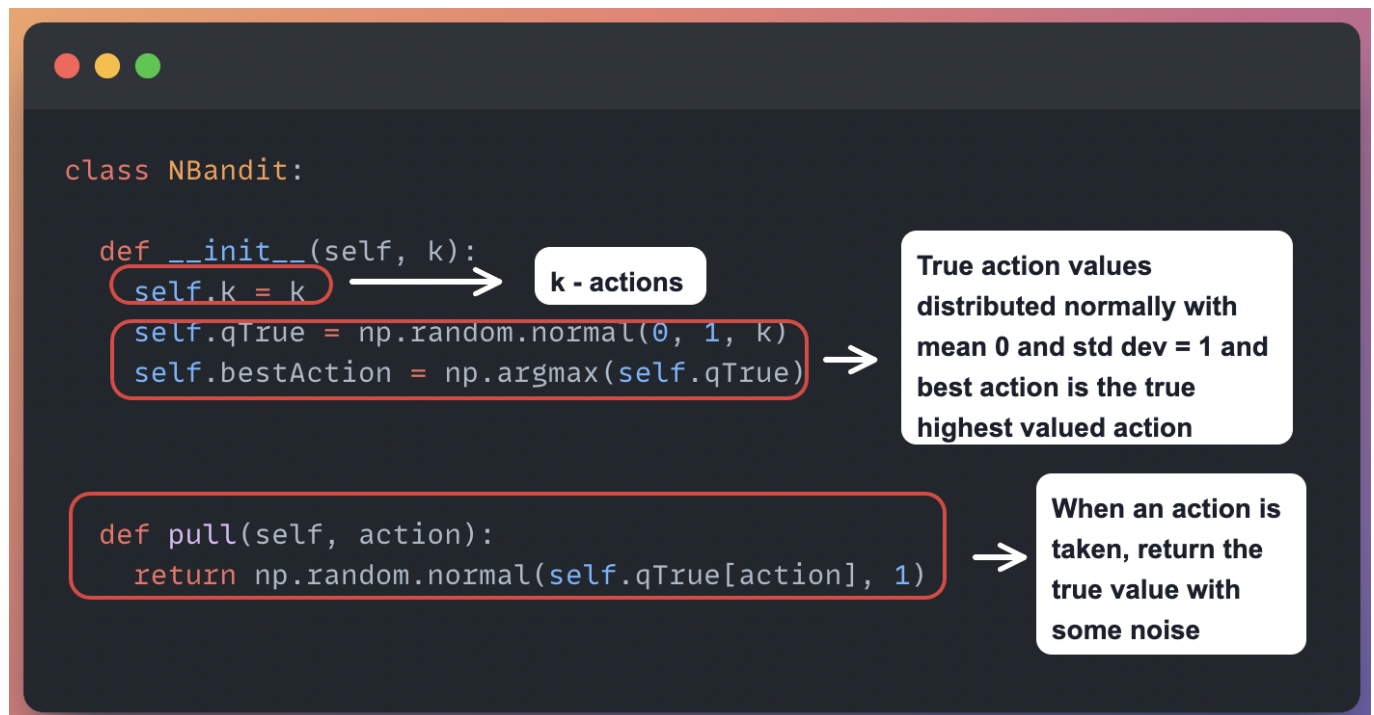 class NBandit:
def __init__(self, k):
self.k = k
k - actions
self.qTrue = np.random.normal(0, 1, k)
self.bestAction = np.argmax(self.qTrue)
True action values
distributed normally with
mean 0 and std dev = 1 and
best action is the true
highest valued action
def pull(self, action):
return np.random.normal(self.qTrue[action], 1)
When an action is
taken, return the
true value with
some noise